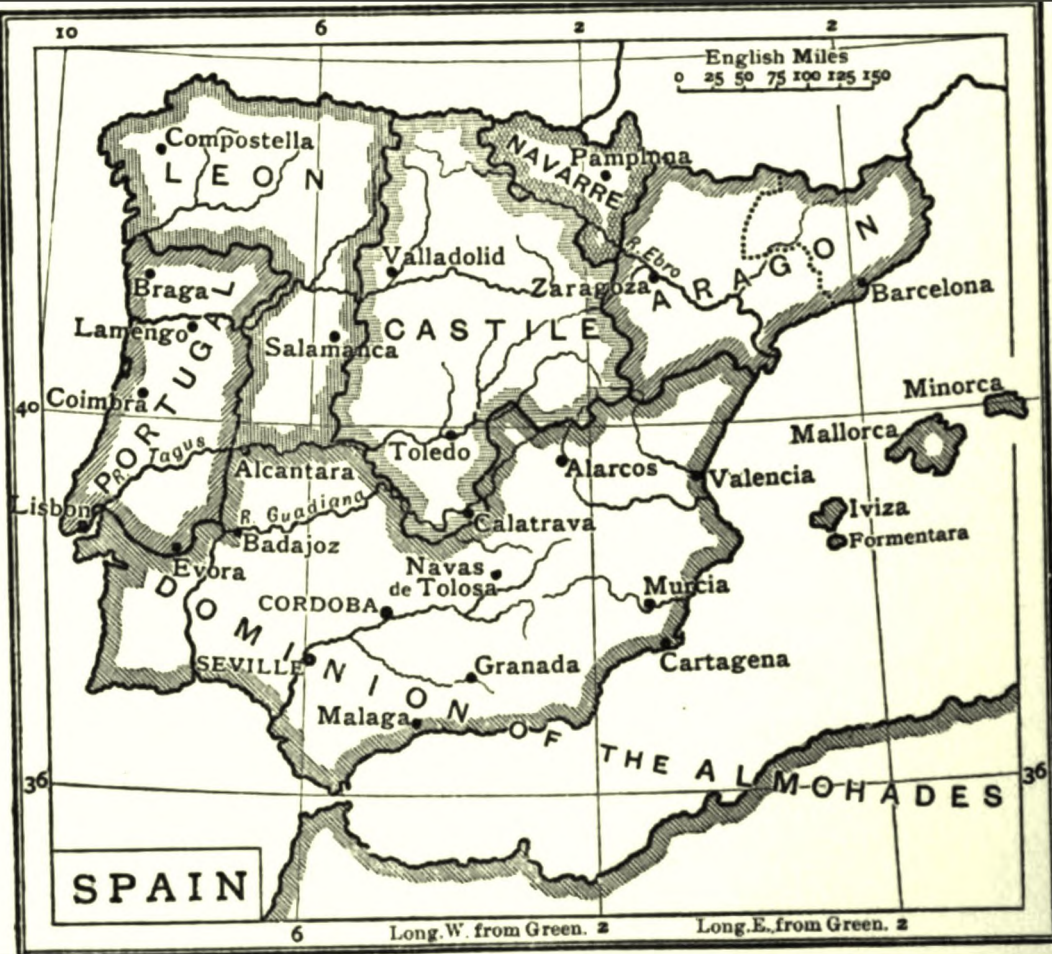 10 6 2 2
English Miles
0 25 50 75 100 125 150
Compostella
LEON
NAVARRE
Pamplona
Valladolid
R. Ebro
Zaragoza
ARAGON
Barcelona
Braga
Lamengo
PORTUGAL
Salamanca
CASTILE
Coimbra
40
Minorca
Mallorca
R. Tagus
Alcantara
Toledo
Alarcos
Valencia
Lisbon
R. Guadiana
Calatrava
Iviza
Formentara
Badajoz
Evora
Navas
de Tolosa
Murcia
CORDOBA
SEVILLE
Granada
Cartagena
Malaga
DOMINION OF THE ALMOHADES
36 36
SPAIN
6 Long. W. from Green. 2 Long. E. from Green. 2